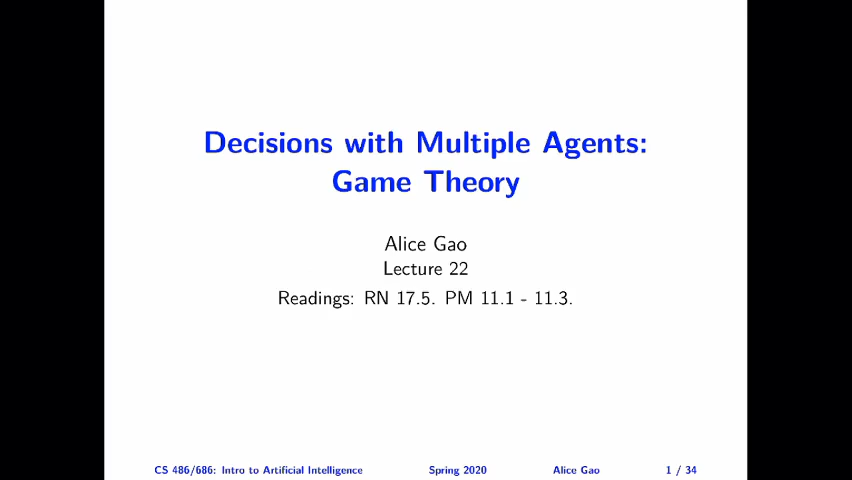 Decisions with Multiple Agents:
Game Theory
Alice Gao
Lecture 22
Readings: RN 17.5. PM 11.1 - 11.3.
CS 486/686: Intro to Artificial Intelligence Spring 2020 Alice Gao 1 / 34